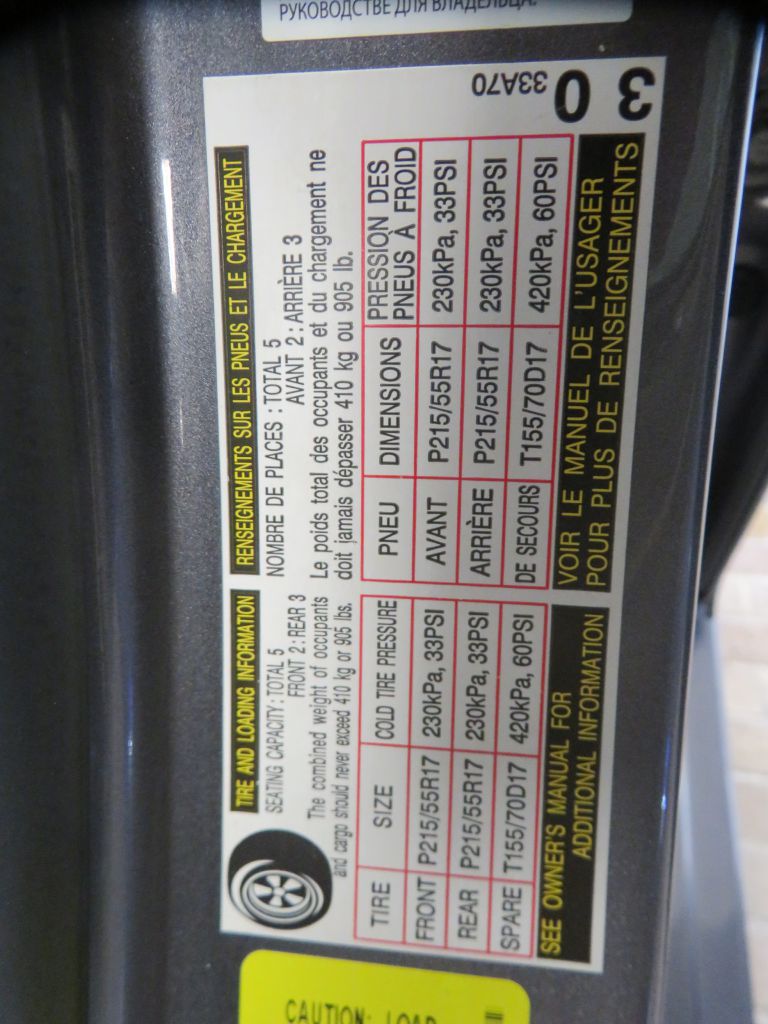 РУКОВОДСТВЕ ДЛЯ ВЛАДЕЛЬЦА.
TIRE AND LOADING INFORMATION
SEATING CAPACITY: TOTAL 5
FRONT 2: REAR 3
The combined weight of occupants
and cargo should never exceed 410 kg or 905 lbs.
TIRE SIZE COLD TIRE PRESSURE
FRONT P215/55R17 230kPa, 33PSI
REAR P215/55R17 230kPa, 33PSI
SPARE T155/70D17 420kPa, 60PSI
SEE OWNER'S MANUAL FOR
ADDITIONAL INFORMATION
RENSEIGNEMENTS SUR LES PNEUS ET LE CHARGEMENT
NOMBRE DE PLACES : TOTAL 5
AVANT 2 : ARRIÈRE 3
Le poids total des occupants et du chargement ne
doit jamais dépasser 410 kg ou 905 lb.
PNEU DIMENSIONS PRESSION DES
PNEUS À FROID
AVANT P215/55R17 230kPa, 33PSI
ARRIÈRE P215/55R17 230kPa, 33PSI
DE SECOURS T155/70D17 420kPa, 60PSI
VOIR LE MANUEL DE L'USAGER
POUR PLUS DE RENSEIGNEMENTS
3 0 33A70
CAUTION: LOAD